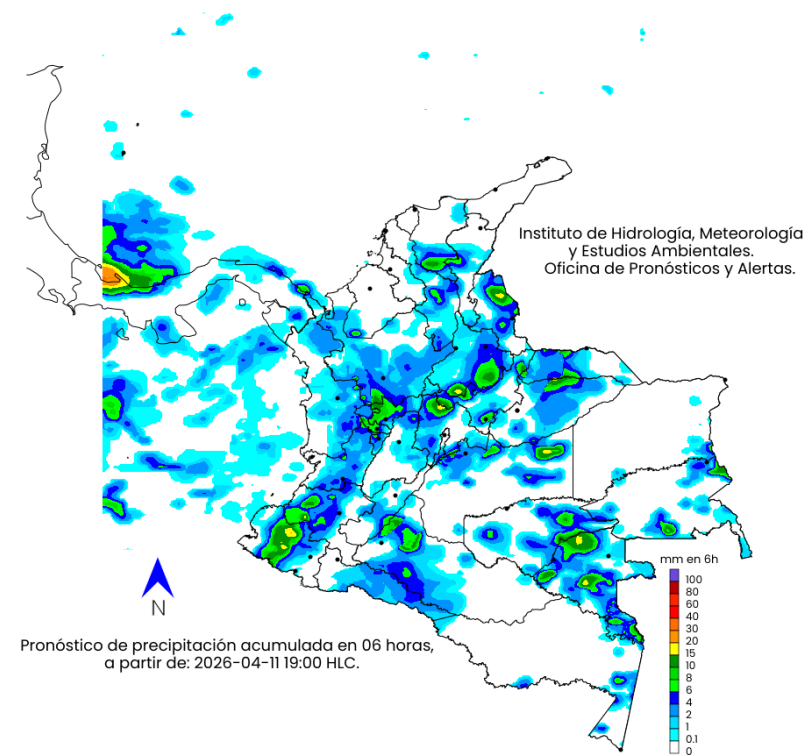 Instituto de Hidrología, Meteorología
y Estudios Ambientales.
Oficina de Pronósticos y Alertas.
mm en 6h
100
80
60
40
30
20
15
10
8
6
4
2
1
0.1
0
N
Pronóstico de precipitación acumulada en 06 horas,
a partir de: 2026-04-11 19:00 HLC.